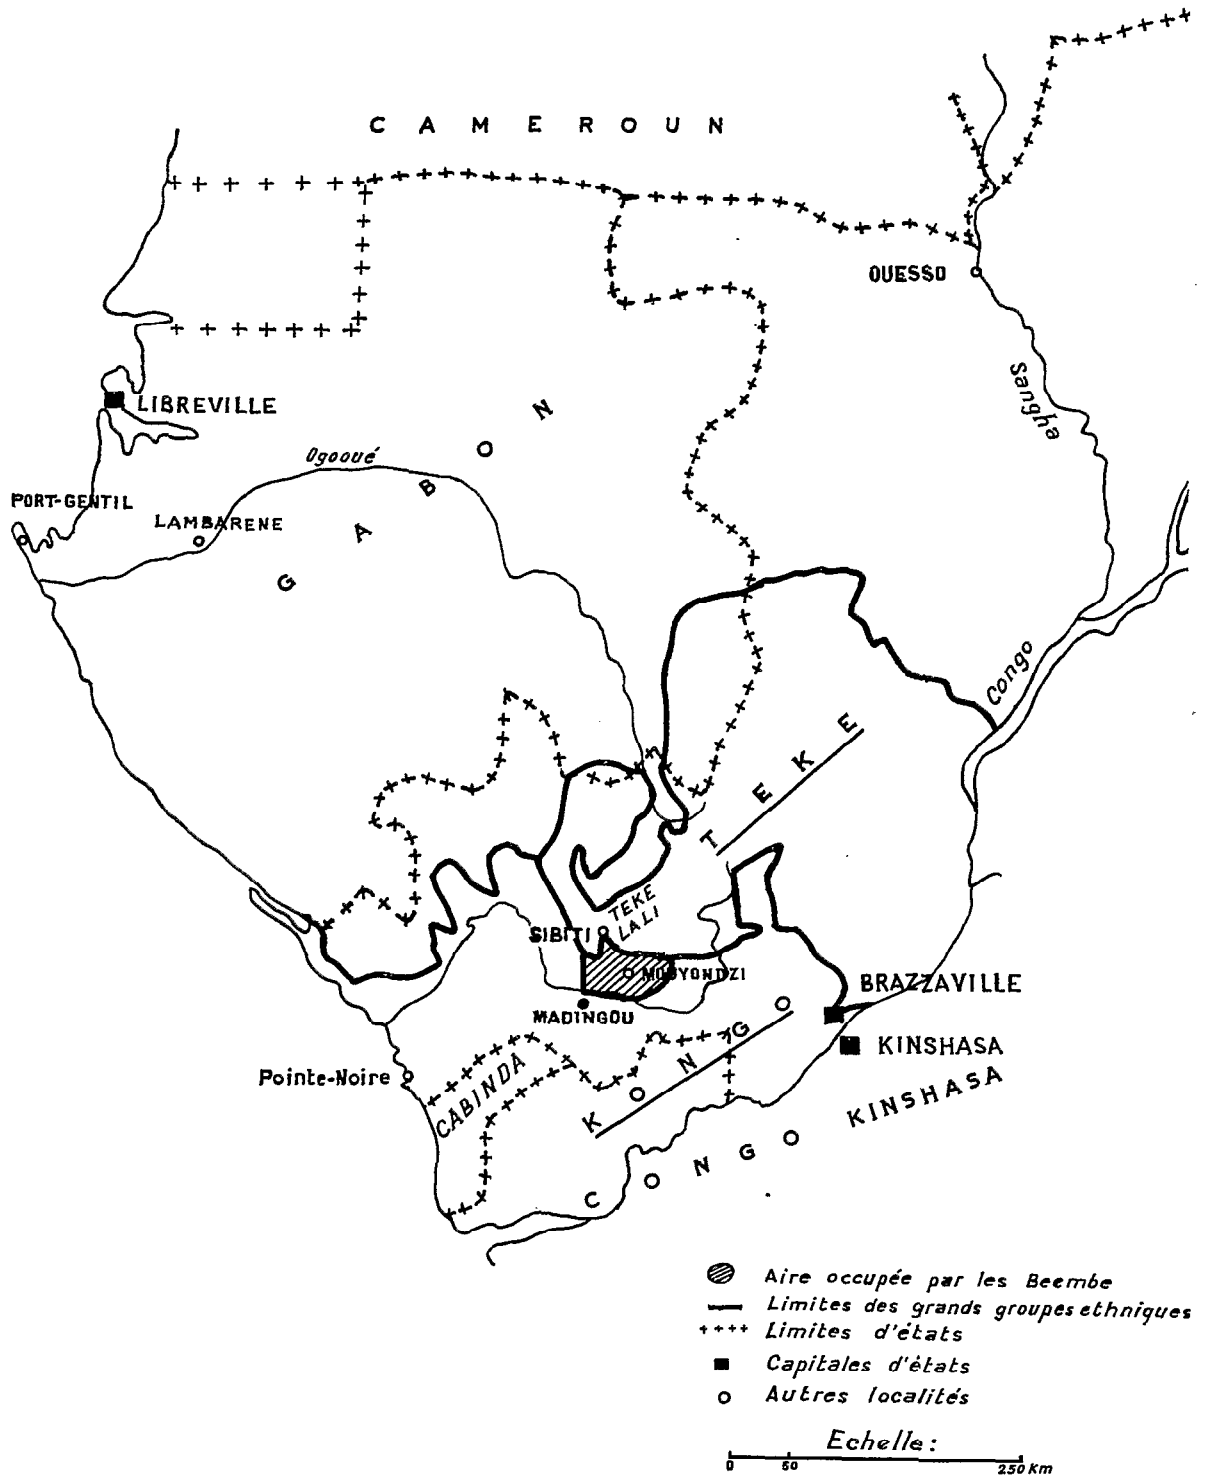 CAMEROUN
OUESSO
Sangha
LIBREVILLE
GABON
Ogooué
PORT-GENTIL
LAMBARENE
Congo
TEKE
TEKE
LALI
SIBITI
MOUYONDZI
MADINGOU
BRAZZAVILLE
KINSHASA
KONGO
Pointe-Noire
CABINDA
CONGO KINSHASA
Aire occupée par les Beembe
Limites des grands groupes ethniques
Limites d'états
Capitales d'états
Autres localités
Echelle :
0 50 250 Km